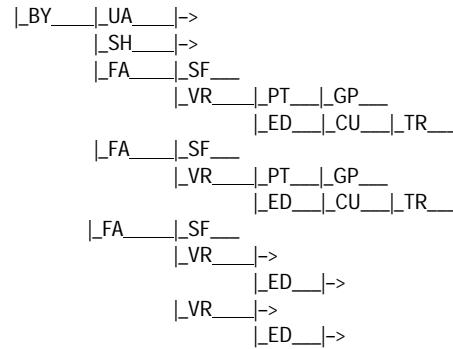 |_BY____|_UA____|–>
|_SH____|–>
|_FA____|_SF___
|_VR____|_PT___|_GP___
|_ED___|_CU___|_TR___
|_FA____|_SF___
|_VR____|_PT___|_GP___
|_ED___|_CU___|_TR___
|_FA______|_SF___
|_VR____|–>
|_ED___|–>
|_VR____|–>
|_ED___|–>